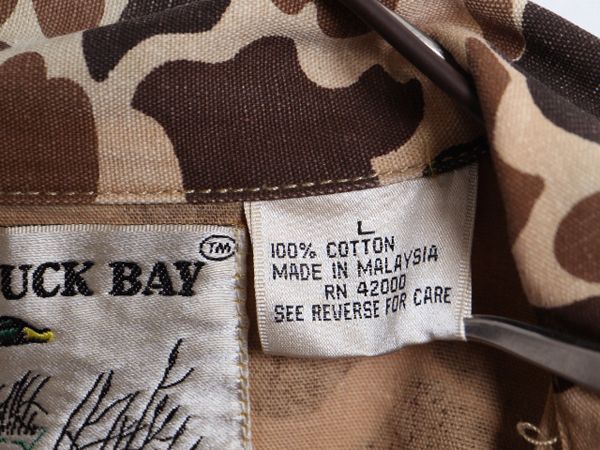 UCK BAY
TM
L
100% COTTON
MADE IN MALAYSIA
RN 42000
SEE REVERSE FOR CARE